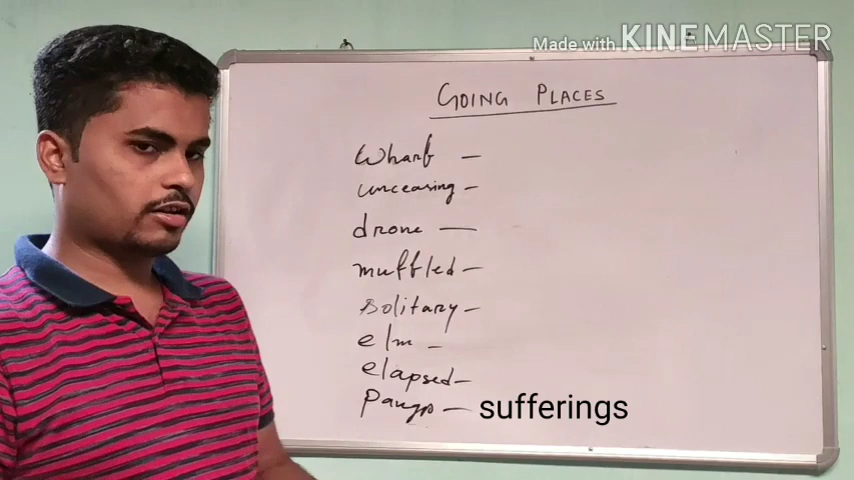 Made with KINEMASTER
GOING PLACES
Wharf –
unceasing –
drone —
muffled –
solitary –
elm –
elapsed –
Pangs — sufferings